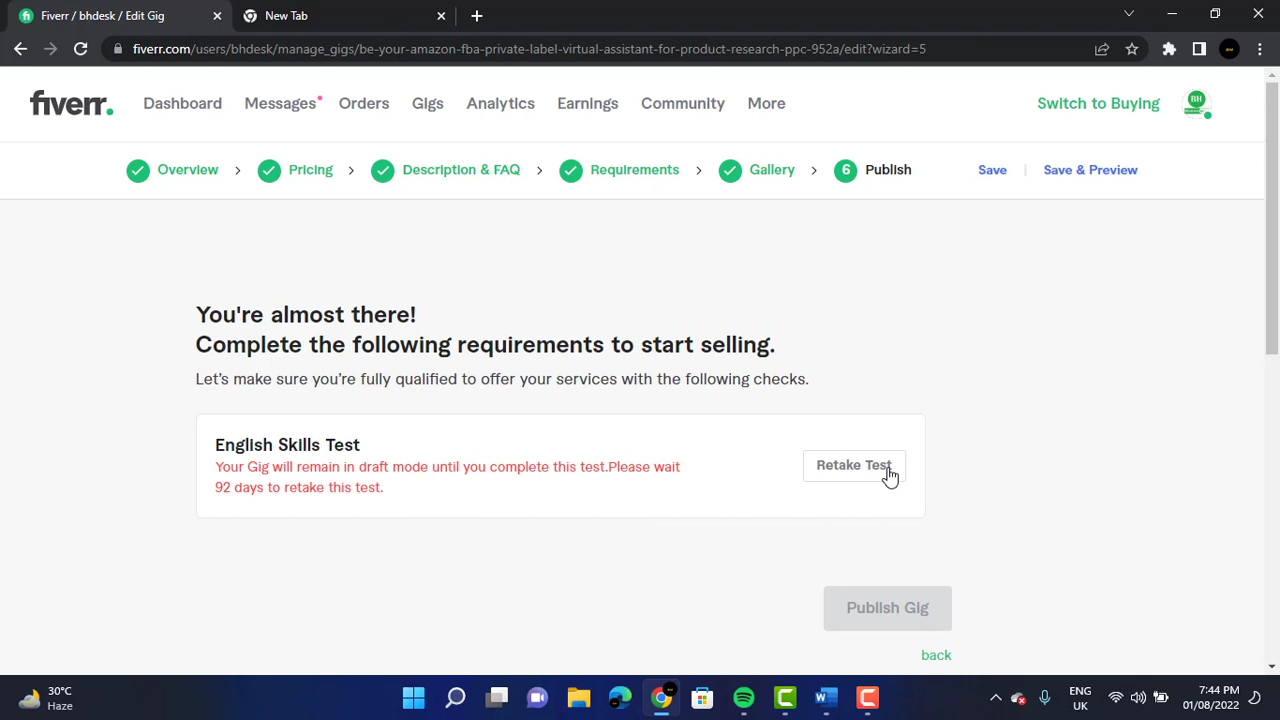 Fiverr / bhdesk / Edit Gig
New Tab
fiverr.com/users/bhdesk/manage_gigs/be-your-amazon-fba-private-label-virtual-assistant-for-product-research-ppc-952a/edit?wizard=5
fiverr.
Dashboard Messages Orders Gigs Analytics Earnings Community More
Switch to Buying
BH
Overview > Pricing > Description & FAQ > Requirements > Gallery > 6 Publish
Save | Save & Preview
You're almost there!
Complete the following requirements to start selling.
Let's make sure you're fully qualified to offer your services with the following checks.
English Skills Test
Your Gig will remain in draft mode until you complete this test.Please wait
92 days to retake this test.
Retake Test
Publish Gig
back
30°C
Haze
ENG
UK
7:44 PM
01/08/2022